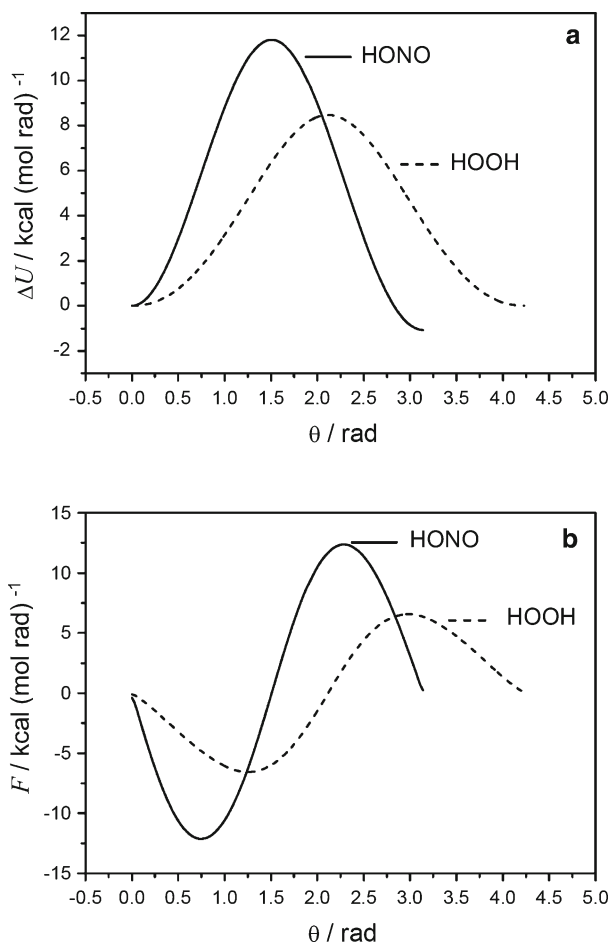 a
12
10
8
6
4
2
0
-2
ΔU / kcal (mol rad)⁻¹
HONO
HOOH
-0.5 0.0 0.5 1.0 1.5 2.0 2.5 3.0 3.5 4.0 4.5 5.0
θ / rad
b
15
10
5
0
-5
-10
-15
F / kcal (mol rad)⁻¹
HONO
HOOH
-0.5 0.0 0.5 1.0 1.5 2.0 2.5 3.0 3.5 4.0 4.5 5.0
θ / rad